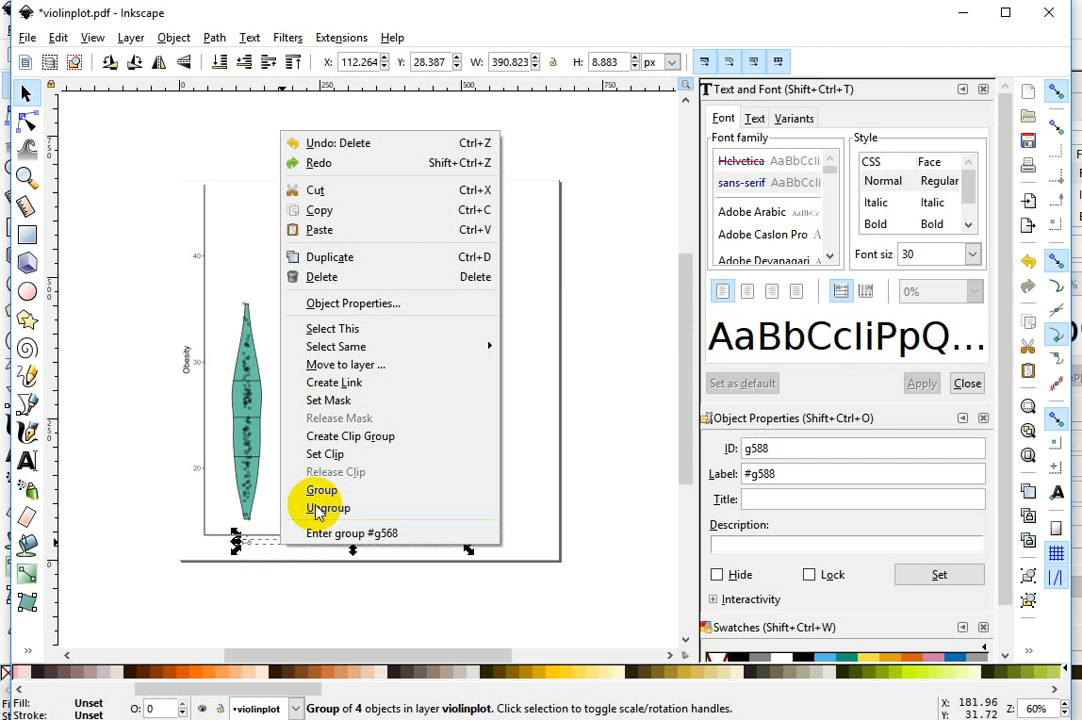 *violinplot.pdf - Inkscape
File Edit View Layer Object Path Text Filters Extensions Help
X: 112.264 Y: 28.387 W: 390.823 H: 8.883 px
0 250 500 750
Text and Font (Shift+Ctrl+T)
Font Text Variants
Font family
Helvetica AaBbCcIi
sans-serif AaBbCcIi
Adobe Arabic AaBbCcIi
Adobe Caslon Pro A
Adobe Devanagari
Style
CSS Face
Normal Regular
Italic Italic
Bold Bold
Font siz 30
0%
AaBbCcIiPpQ...
Set as default Apply Close
Object Properties (Shift+Ctrl+O)
ID: g588
Label: #g588
Title:
Description:
Hide Lock Set
Interactivity
Swatches (Shift+Ctrl+W)
Undo: Delete Ctrl+Z
Redo Shift+Ctrl+Z
Cut Ctrl+X
Copy Ctrl+C
Paste Ctrl+V
Duplicate Ctrl+D
Delete Delete
Object Properties...
Select This
Select Same
Move to layer ...
Create Link
Set Mask
Release Mask
Create Clip Group
Set Clip
Release Clip
Group
Ungroup
Enter group #g568
Obesity
40
30
20
Fill: Unset
Stroke: Unset
O: 0
•violinplot
Group of 4 objects in layer violinplot. Click selection to toggle scale/rotation handles.
X: 181.96
Y: 31.72
Z: 60%